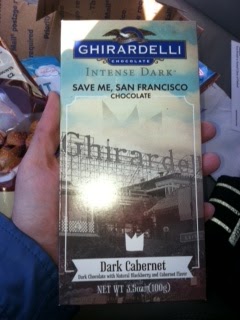 GHIRARDELLI
CHOCOLATE
INTENSE DARK
SAVE ME, SAN FRANCISCO
CHOCOLATE
Ghirardel
Dark Cabernet
Dark Chocolate with Natural Blackberry and Cabernet Flavor
NET WT 3.5oz (100g)